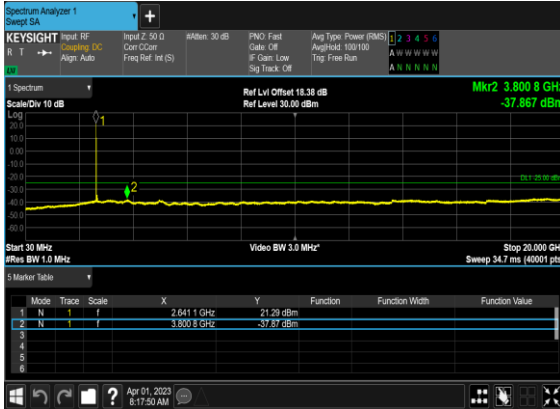 Spectrum Analyzer 1
Swept SA
+
KEYSIGHT Input: RF Input Z: 50 Ω #Atten: 30 dB PNO: Fast Avg Type: Power (RMS) 1 2 3 4 5 6
R T Coupling: DC Corr CCorr Gate: Off Avg|Hold: 100/100 A W W W W W
Align: Auto Freq Ref: Int (S) IF Gain: Low Trig: Free Run
Sig Track: Off A N N N N N
1 Spectrum Ref Lvl Offset 18.38 dB Mkr2 3.800 8 GHz
Scale/Div 10 dB Ref Level 30.00 dBm -37.867 dBm
Log
20.0
10.0
0.00
-10.0
-20.0
-30.0
-40.0
-50.0
-60.0
1
2
DL1 -25.00 dBm
Start 30 MHz Video BW 3.0 MHz* Stop 20.000 GH
#Res BW 1.0 MHz Sweep 34.7 ms (40001 pts
5 Marker Table
Mode Trace Scale X Y Function Function Width Function Value
1 N 1 f 2.641 1 GHz 21.29 dBm
2 N 1 f 3.800 8 GHz -37.87 dBm
3
4
5
6
? Apr 01, 2023
8:17:50 AM